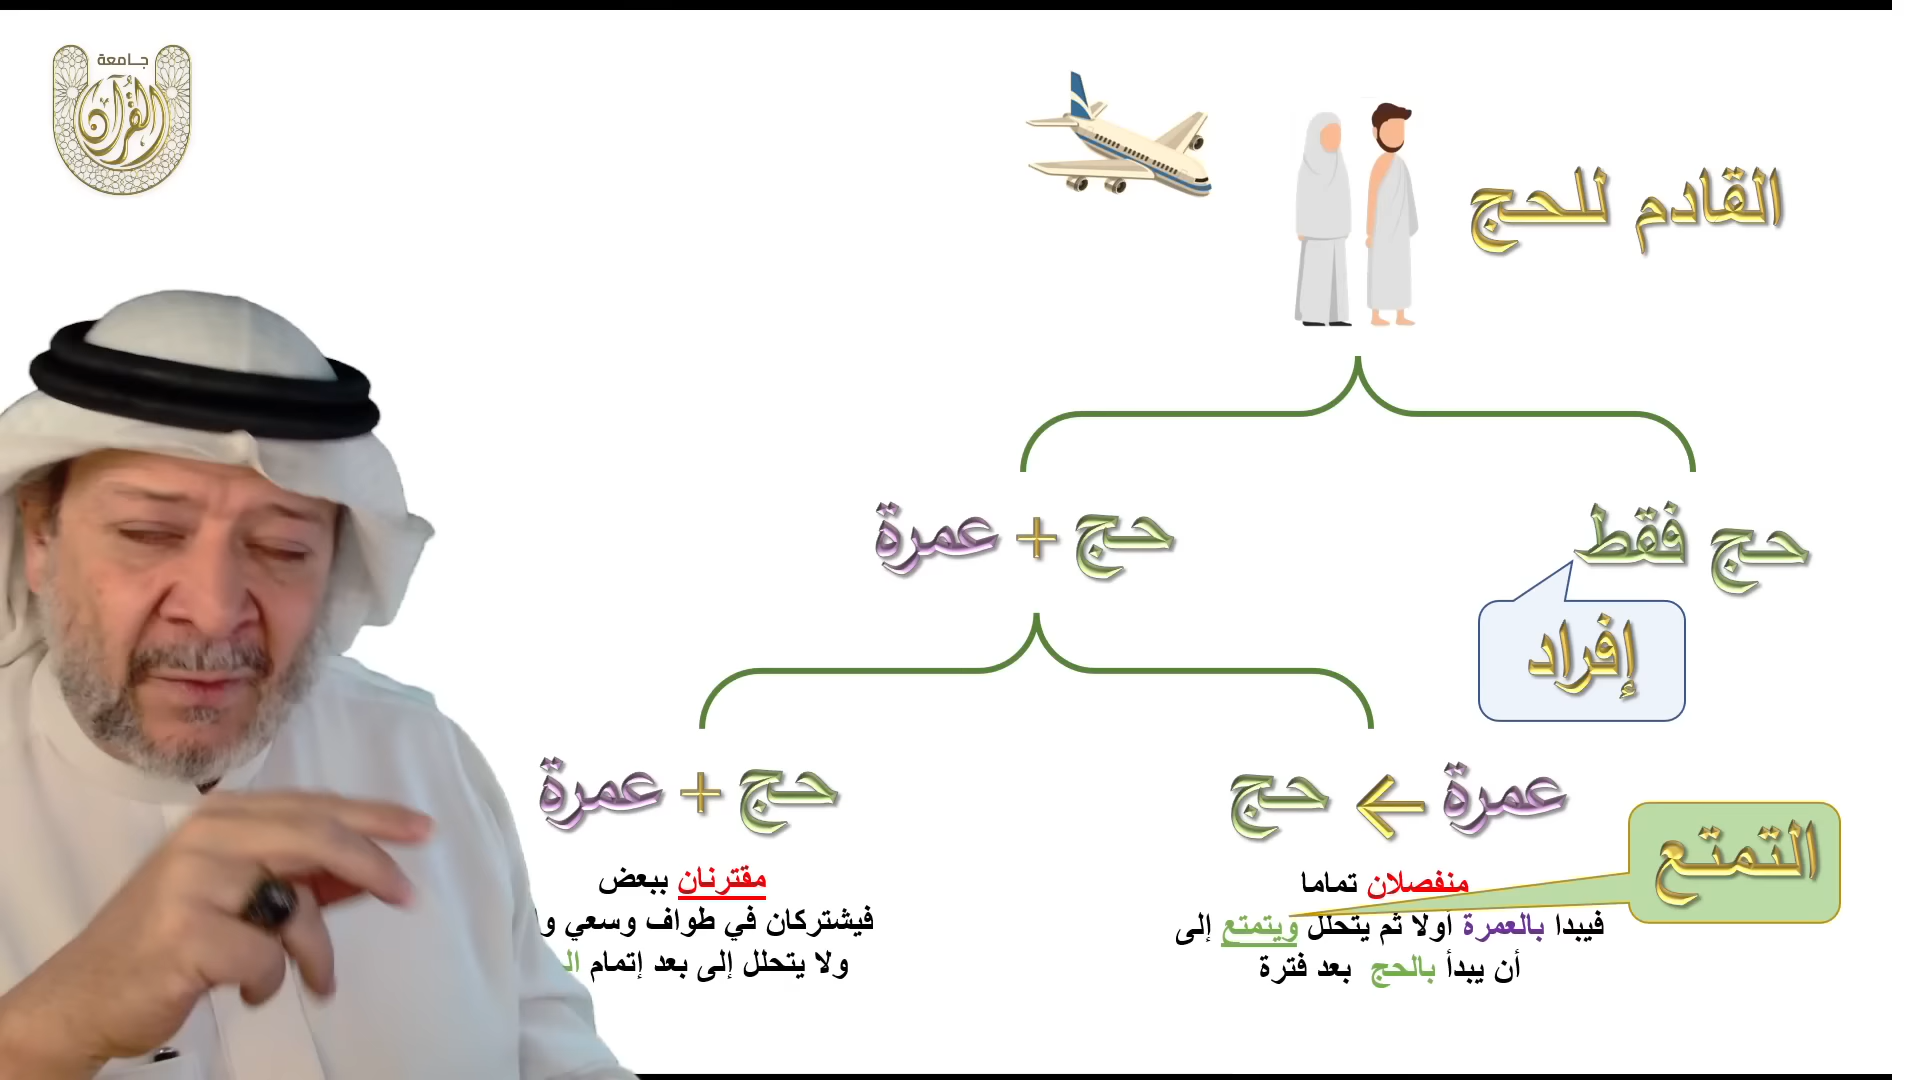 جامعة
القرآن
القادم للحج
حج فقط
حج + عمرة
إفراد
عمرة ← حج
حج + عمرة
التمتع
منفصلان تماما
فيبدا بالعمرة أولا ثم يتحلل ويتمتع إلى
أن يبدأ بالحج بعد فترة
مقترنان ببعض
فيشتركان في طواف وسعي
ولا يتحلل إلى بعد إتمام